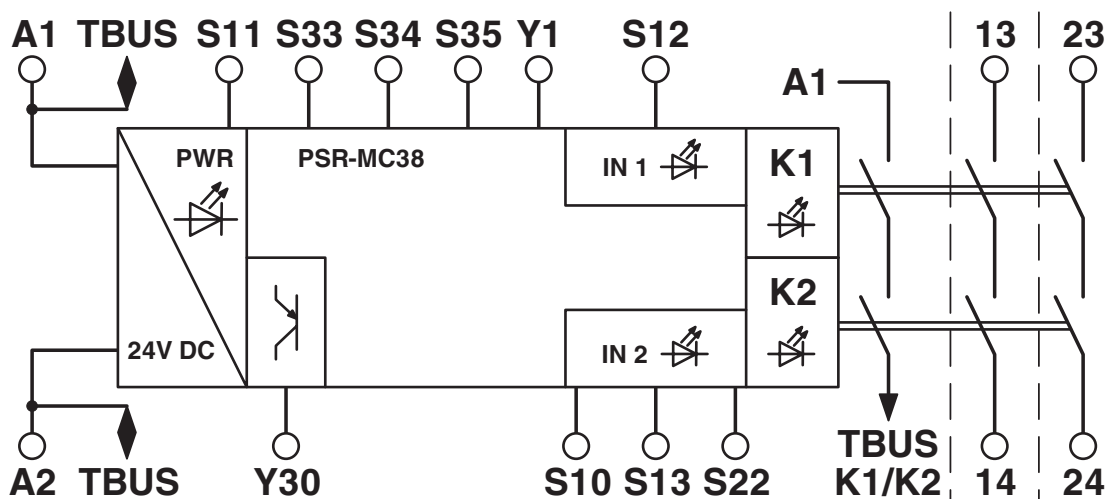 A1 TBUS S11 S33 S34 S35 Y1 S12 13 23
A1
PWR PSR-MC38 IN 1 K1
K2
24V DC IN 2
TBUS
A2 TBUS Y30 S10 S13 S22 K1/K2 14 24